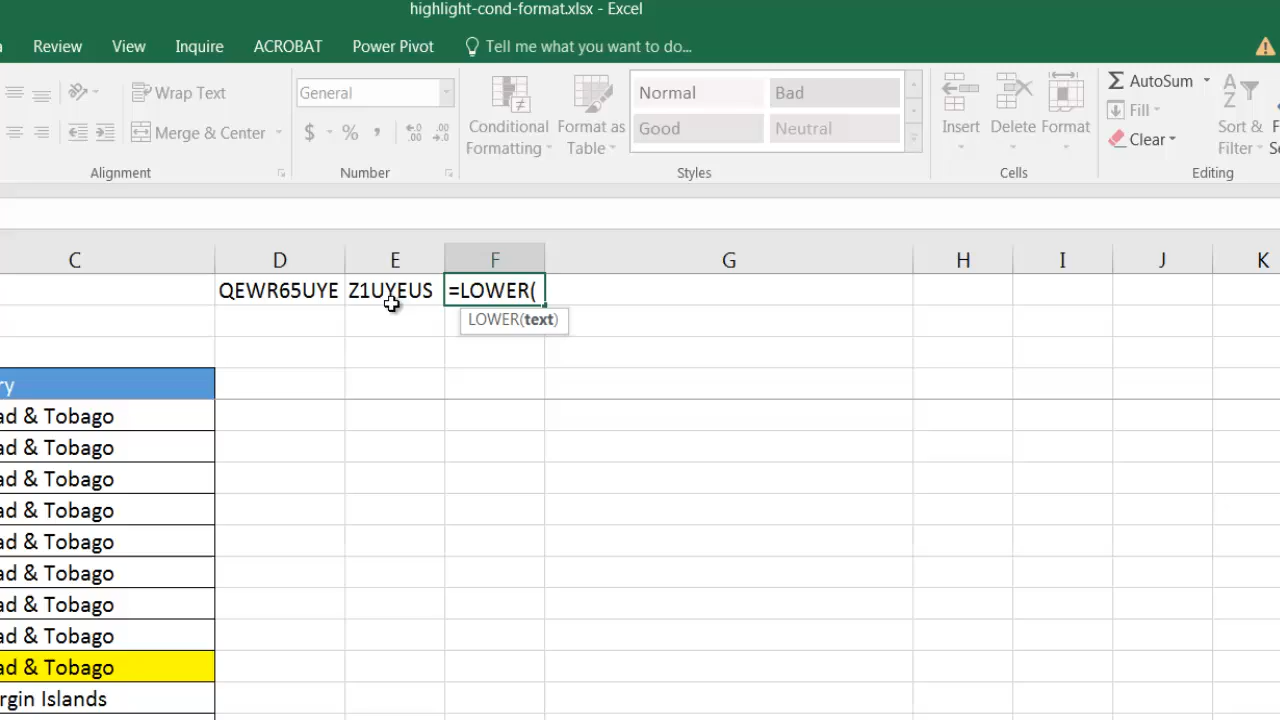 highlight-cond-format.xlsx - Excel
Review View Inquire ACROBAT Power Pivot Tell me what you want to do...
Wrap Text General Normal Bad AutoSum
Merge & Center $ % , Conditional Formatting Format as Table Good Neutral Insert Delete Format Fill Clear Sort & Filter
Alignment Number Styles Cells Editing
C D E F G H I J K
QEWR65UYE Z1UYEUS =LOWER(
LOWER(text)
ry
ad & Tobago
ad & Tobago
ad & Tobago
ad & Tobago
ad & Tobago
ad & Tobago
ad & Tobago
ad & Tobago
ad & Tobago
rgin Islands